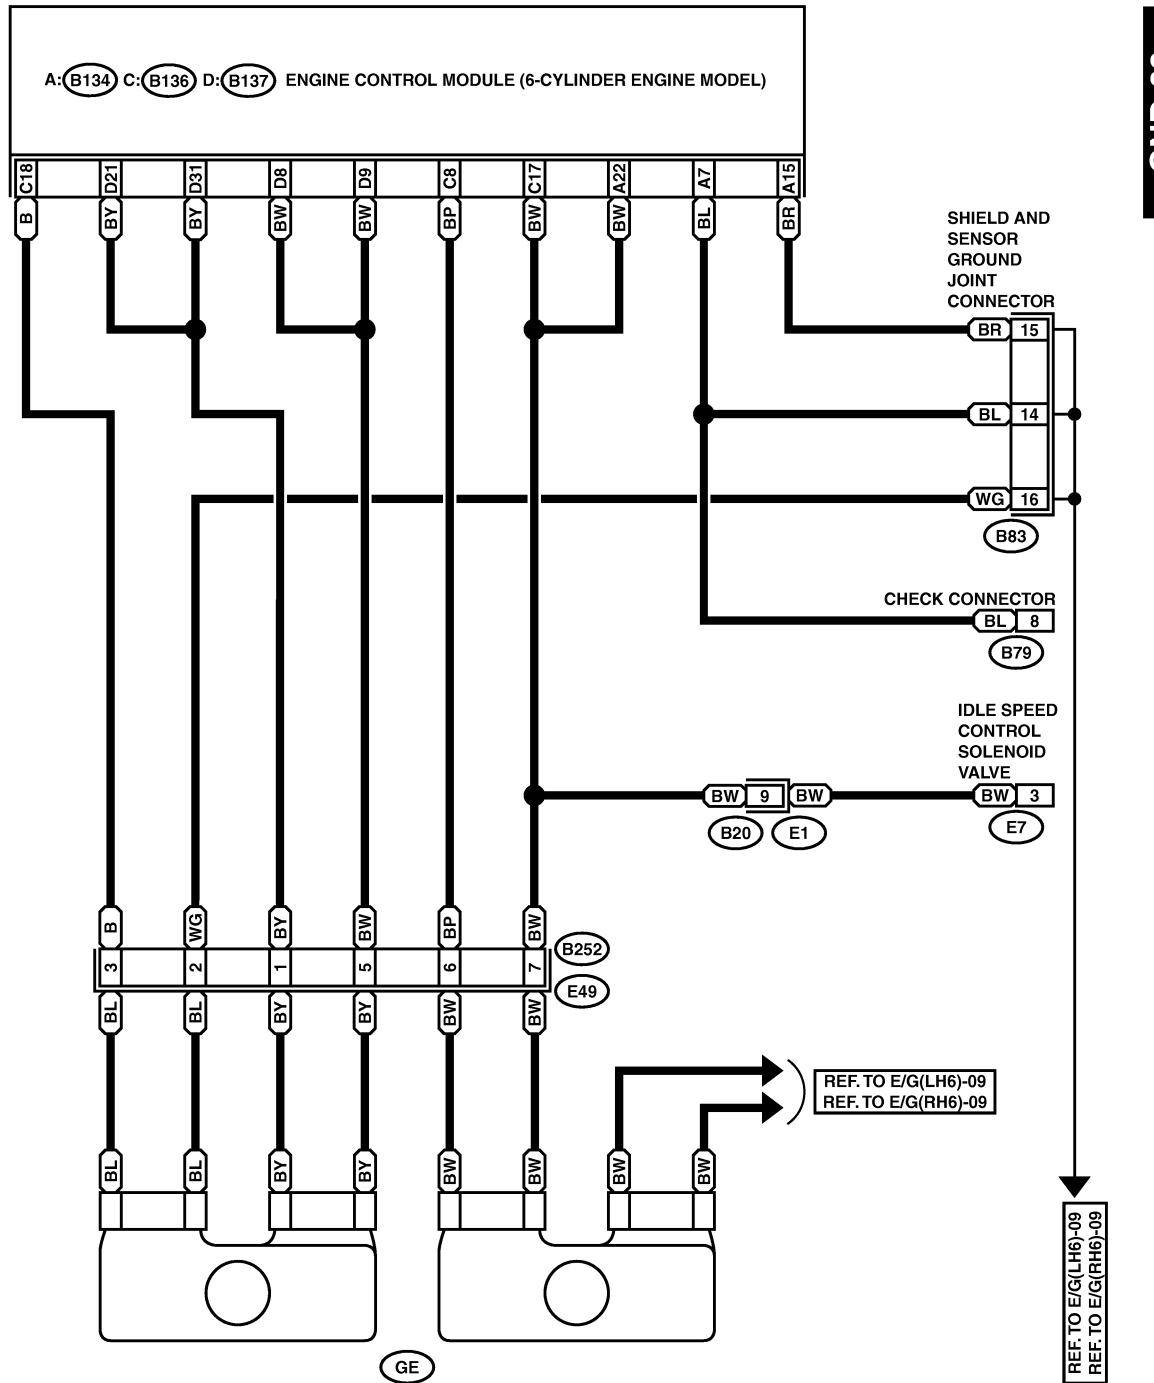 A: B134 C: B136 D: B137 ENGINE CONTROL MODULE (6-CYLINDER ENGINE MODEL)
C18 D21 D31 D8 D9 C8 C17 A22 A7 A15
B BY BY BW BW BP BW BW BL BR
SHIELD AND
SENSOR
GROUND
JOINT
CONNECTOR
BR 15
BL 14
WG 16
B83
CHECK CONNECTOR
BL 8
B79
IDLE SPEED
CONTROL
SOLENOID
VALVE
BW 9 BW BW 3
B20 E1 E7
B WG BY BW BP BW
B252
3 2 1 5 6 7
E49
BL BL BY BY BW BW
REF. TO E/G(LH6)-09
REF. TO E/G(RH6)-09
BL BL BY BY BW BW BW BW
REF. TO E/G(LH6)-09
REF. TO E/G(RH6)-09
GE